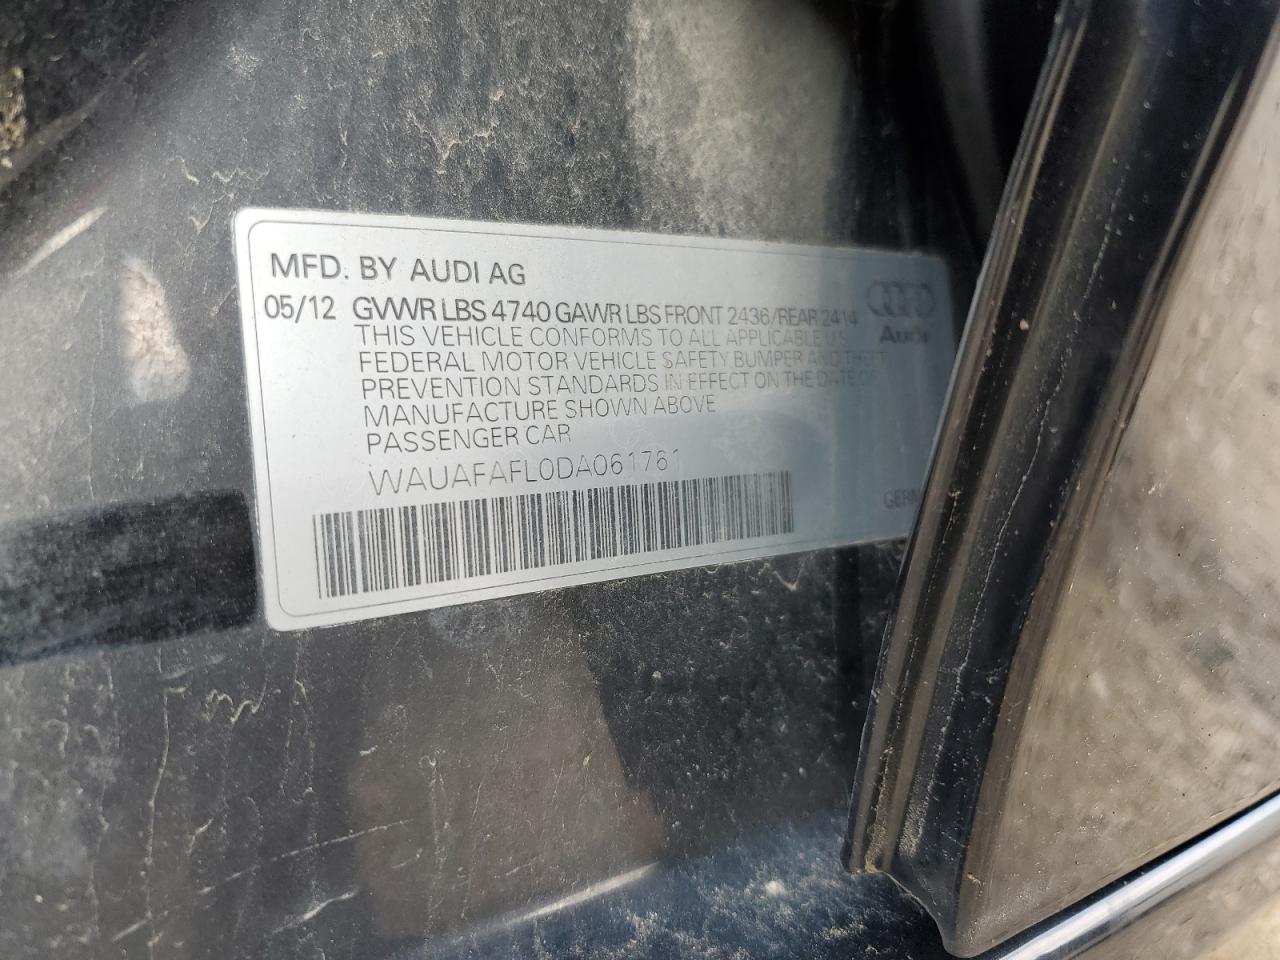 MFD. BY AUDI AG
05/12 GVWR LBS 4740 GAWR LBS FRONT 2436/REAR 2414
THIS VEHICLE CONFORMS TO ALL APPLICABLE U.S.
FEDERAL MOTOR VEHICLE SAFETY BUMPER AND THEFT
PREVENTION STANDARDS IN EFFECT ON THE DATE OF
MANUFACTURE SHOWN ABOVE
PASSENGER CAR
WAUAFAFL0DA061761
Audi